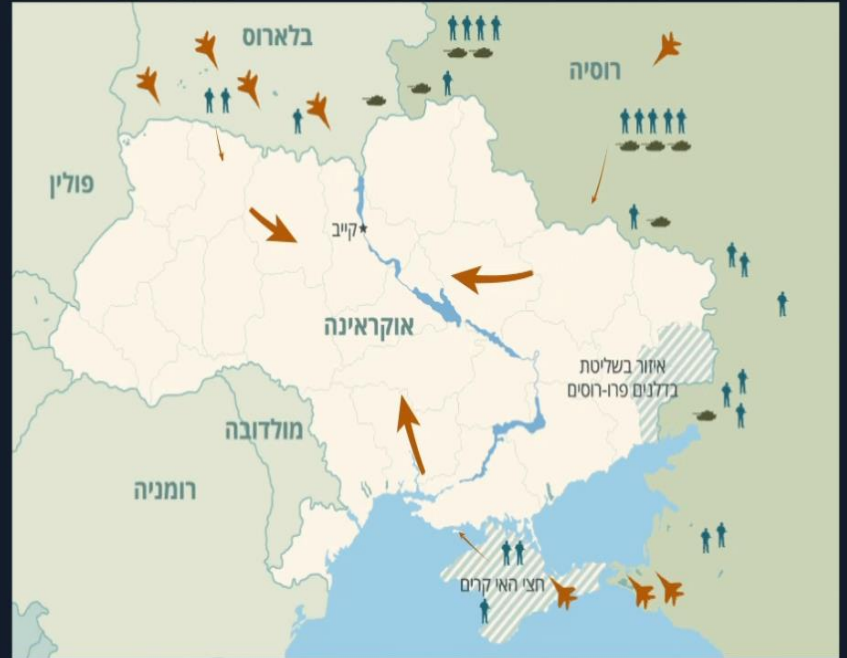 בלארוס
רוסיה
פולין
קייב
אוקראינה
איזור בשליטת
בדלנים פרו-רוסים
מולדובה
רומניה
חצי האי קרים